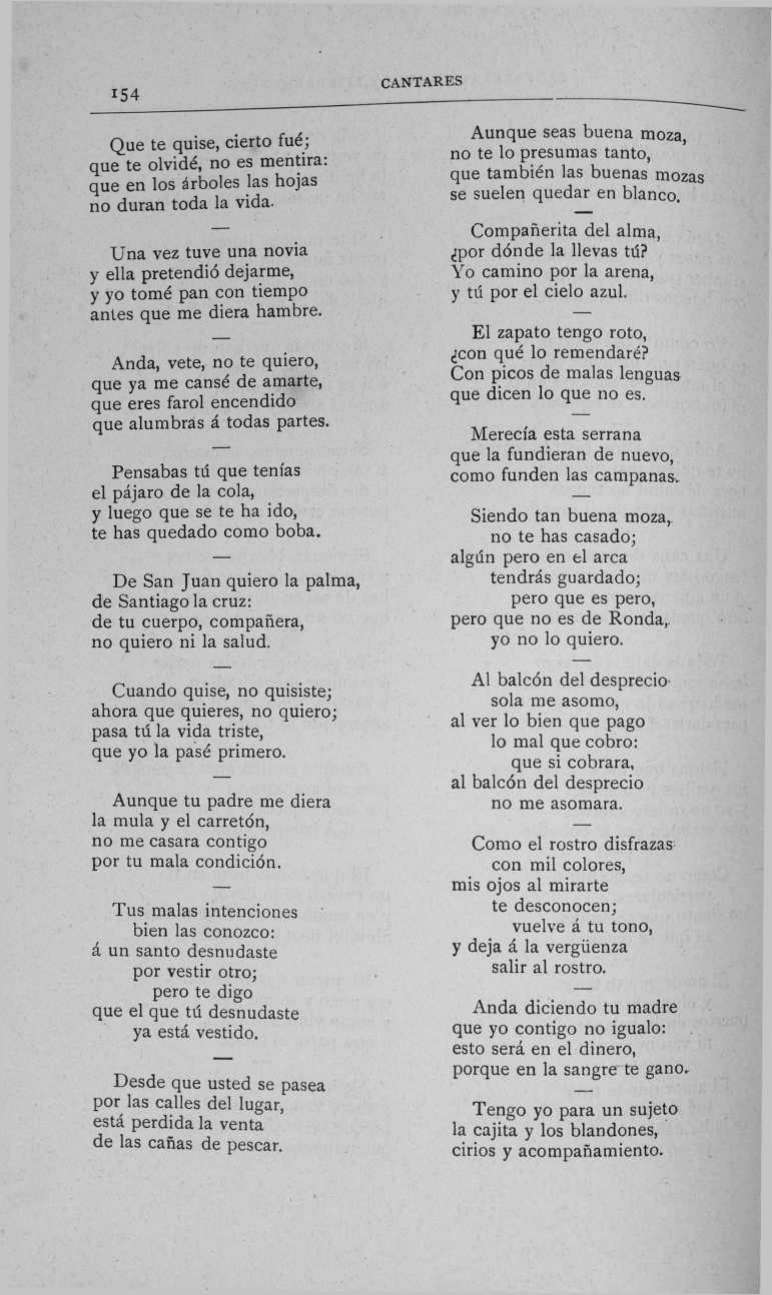 154
CANTARES
Que te quise, cierto fué;
que te olvidé, no es mentira:
que en los árboles las hojas
no duran toda la vida.
—
Una vez tuve una novia
y ella pretendió dejarme,
y yo tomé pan con tiempo
antes que me diera hambre.
—
Anda, vete, no te quiero,
que ya me cansé de amarte,
que eres farol encendido
que alumbras á todas partes.
—
Pensabas tú que tenías
el pájaro de la cola,
y luego que se te ha ido,
te has quedado como boba.
—
De San Juan quiero la palma,
de Santiago la cruz:
de tu cuerpo, compañera,
no quiero ni la salud.
—
Cuando quise, no quisiste;
ahora que quieres, no quiero;
pasa tú la vida triste,
que yo la pasé primero.
—
Aunque tu padre me diera
la mula y el carretón,
no me casara contigo
por tu mala condición.
—
Tus malas intenciones
bien las conozco:
á un santo desnudaste
por vestir otro;
pero te digo
que el que tú desnudaste
ya está vestido.
—
Desde que usted se pasea
por las calles del lugar,
está perdida la venta
de las cañas de pescar.
Aunque seas buena moza,
no te lo presumas tanto,
que también las buenas mozas
se suelen quedar en blanco.
—
Compañerita del alma,
¿por dónde la llevas tú?
Yo camino por la arena,
y tú por el cielo azul.
—
El zapato tengo roto,
¿con qué lo remendaré?
Con picos de malas lenguas
que dicen lo que no es.
—
Merecía esta serrana
que la fundieran de nuevo,
como funden las campanas.
—
Siendo tan buena moza,
no te has casado;
algún pero en el arca
tendrás guardado;
pero que es pero,
pero que no es de Ronda,
yo no lo quiero.
—
Al balcón del desprecio
sola me asomo,
al ver lo bien que pago
lo mal que cobro:
que si cobrara,
al balcón del desprecio
no me asomara.
—
Como el rostro disfrazas
con mil colores,
mis ojos al mirarte
te desconocen;
vuelve á tu tono,
y deja á la vergüenza
salir al rostro.
—
Anda diciendo tu madre
que yo contigo no igualo:
esto será en el dinero,
porque en la sangre te gano.
—
Tengo yo para un sujeto
la cajita y los blandones,
cirios y acompañamiento.